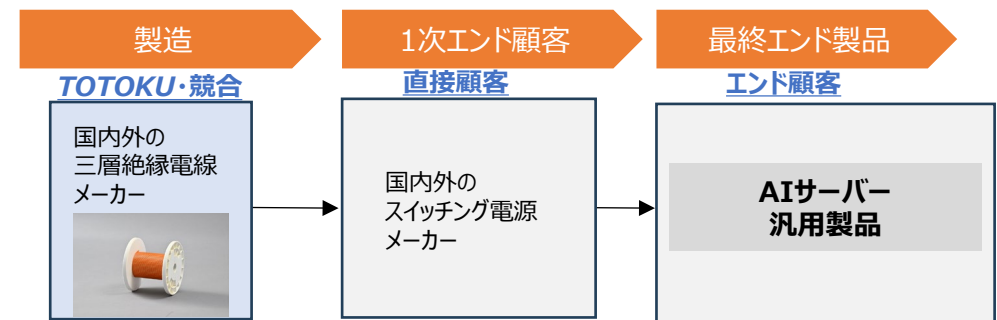 製造
1次エンド顧客
最終エンド製品
TOTOKU・競合
直接顧客
エンド顧客
国内外の
三層絶縁電線
メーカー
国内外の
スイッチング電源
メーカー
AIサーバー
汎用製品